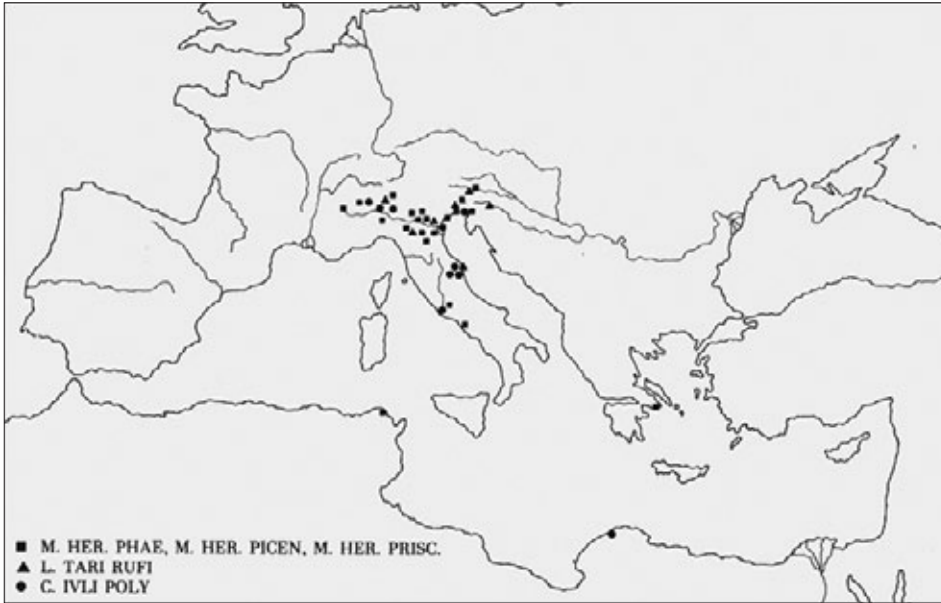 ■ M. HER. PHAE, M. HER. PICEN, M. HER. PRISC.
▲ L. TARI RUFI
● C. IVLI POLY